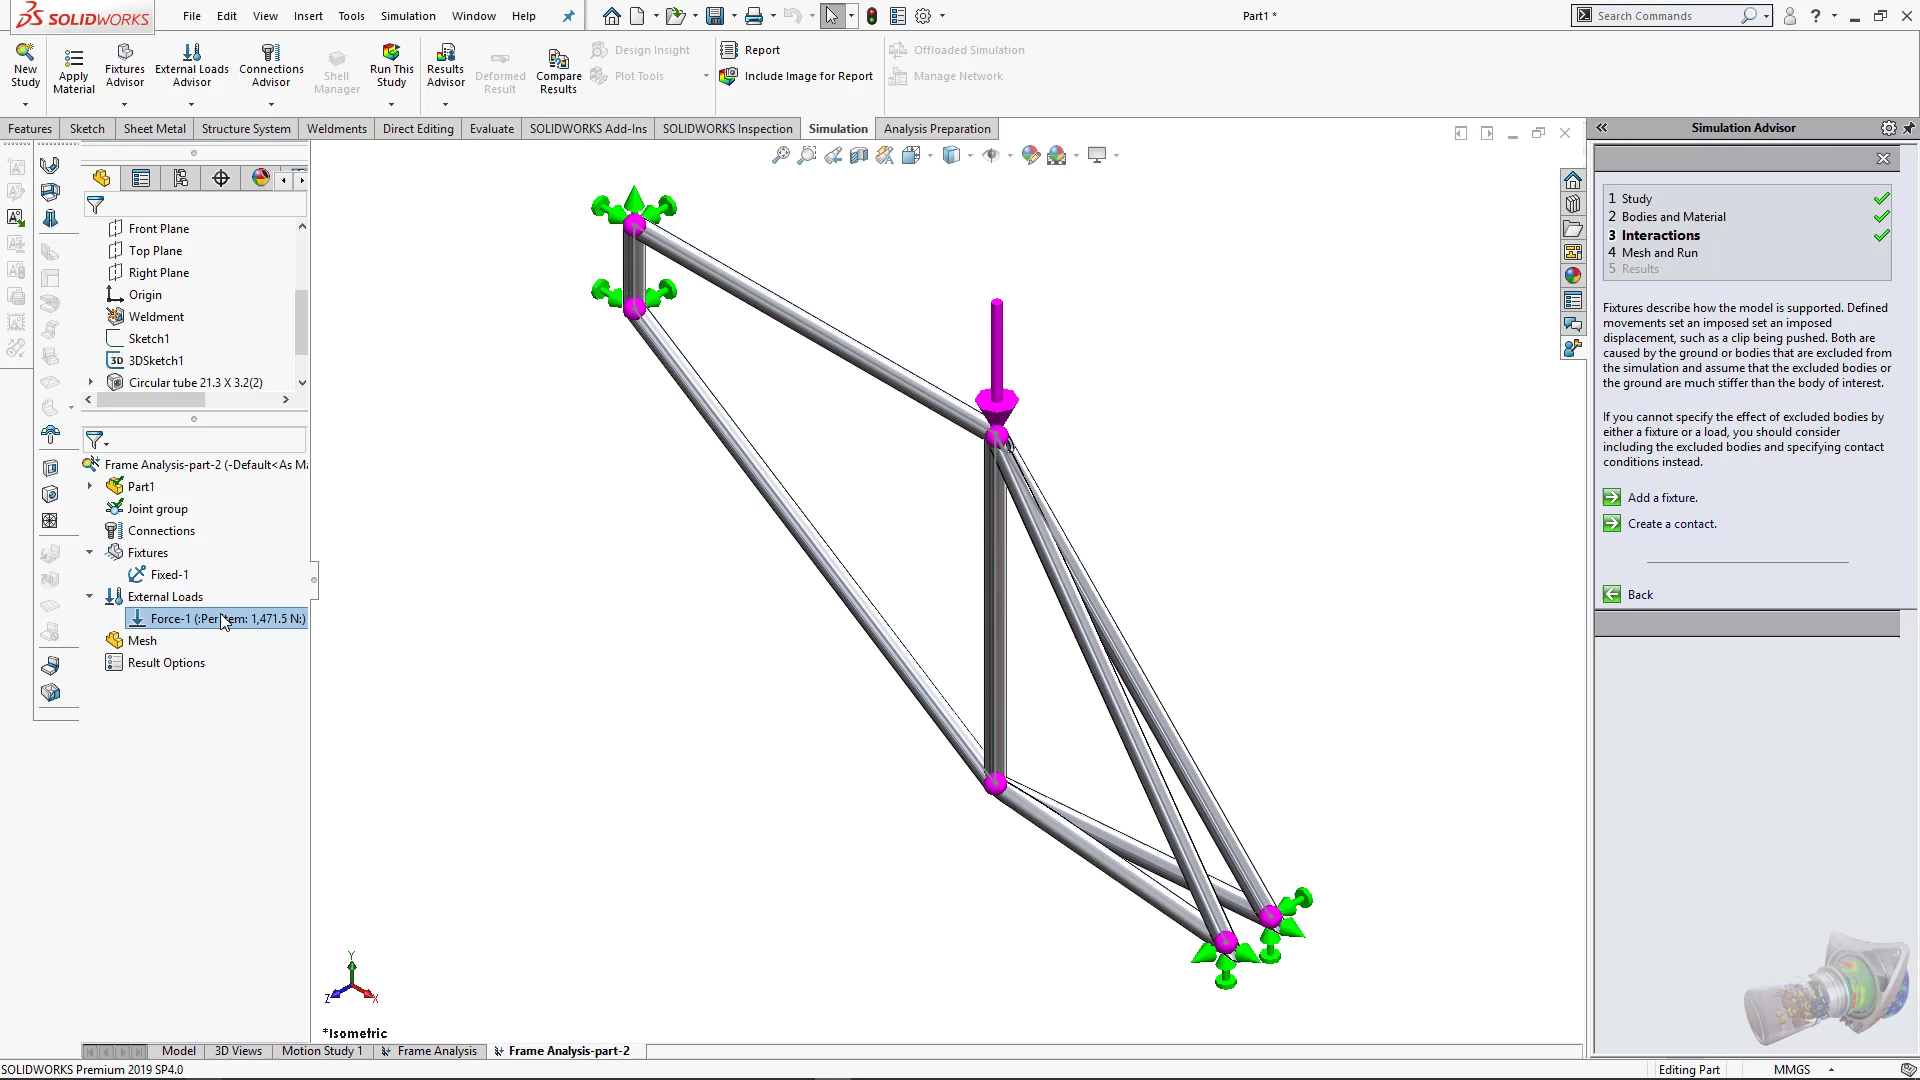 SOLIDWORKS File Edit View Insert Tools Simulation Window Help Part1 * Search Commands ?
New Study
Apply Material
Fixtures Advisor
External Loads Advisor
Connections Advisor
Shell Manager
Run This Study
Results Advisor
Deformed Result
Compare Results
Design Insight
Plot Tools
Report
Include Image for Report
Offloaded Simulation
Manage Network
Features Sketch Sheet Metal Structure System Weldments Direct Editing Evaluate SOLIDWORKS Add-Ins SOLIDWORKS Inspection Simulation Analysis Preparation
Front Plane
Top Plane
Right Plane
Origin
Weldment
Sketch1
3D 3DSketch1
Circular tube 21.3 X 3.2(2)
Frame Analysis-part-2 (-Default<As Ma
Part1
Joint group
Connections
Fixtures
Fixed-1
External Loads
Force-1 (:Per item: 1,471.5 N:)
Mesh
Result Options
Y
Z
X
*Isometric
Simulation Advisor
1 Study
2 Bodies and Material
3 Interactions
4 Mesh and Run
5 Results
Fixtures describe how the model is supported. Defined
movements set an imposed set an imposed
displacement, such as a clip being pushed. Both are
caused by the ground or bodies that are excluded from
the simulation and assume that the excluded bodies or
the ground are much stiffer than the body of interest.
If you cannot specify the effect of excluded bodies by
either a fixture or a load, you should consider
including the excluded bodies and specifying contact
conditions instead.
Add a fixture.
Create a contact.
Back
Model 3D Views Motion Study 1 Frame Analysis Frame Analysis-part-2
SOLIDWORKS Premium 2019 SP4.0 Editing Part MMGS